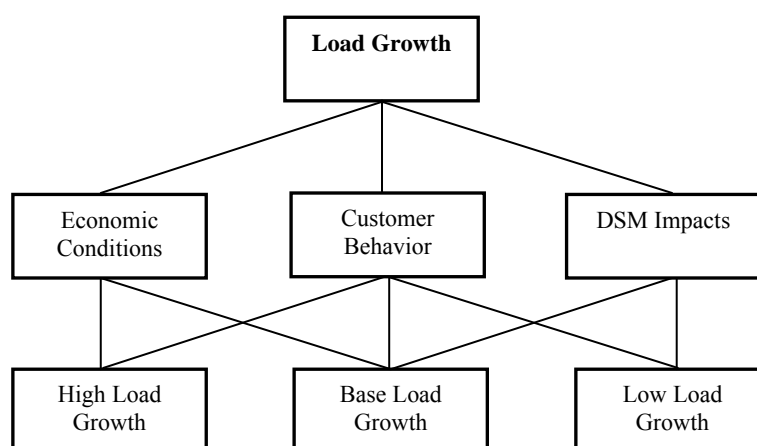 Load Growth
Economic
Conditions
Customer
Behavior
DSM Impacts
High Load
Growth
Base Load
Growth
Low Load
Growth